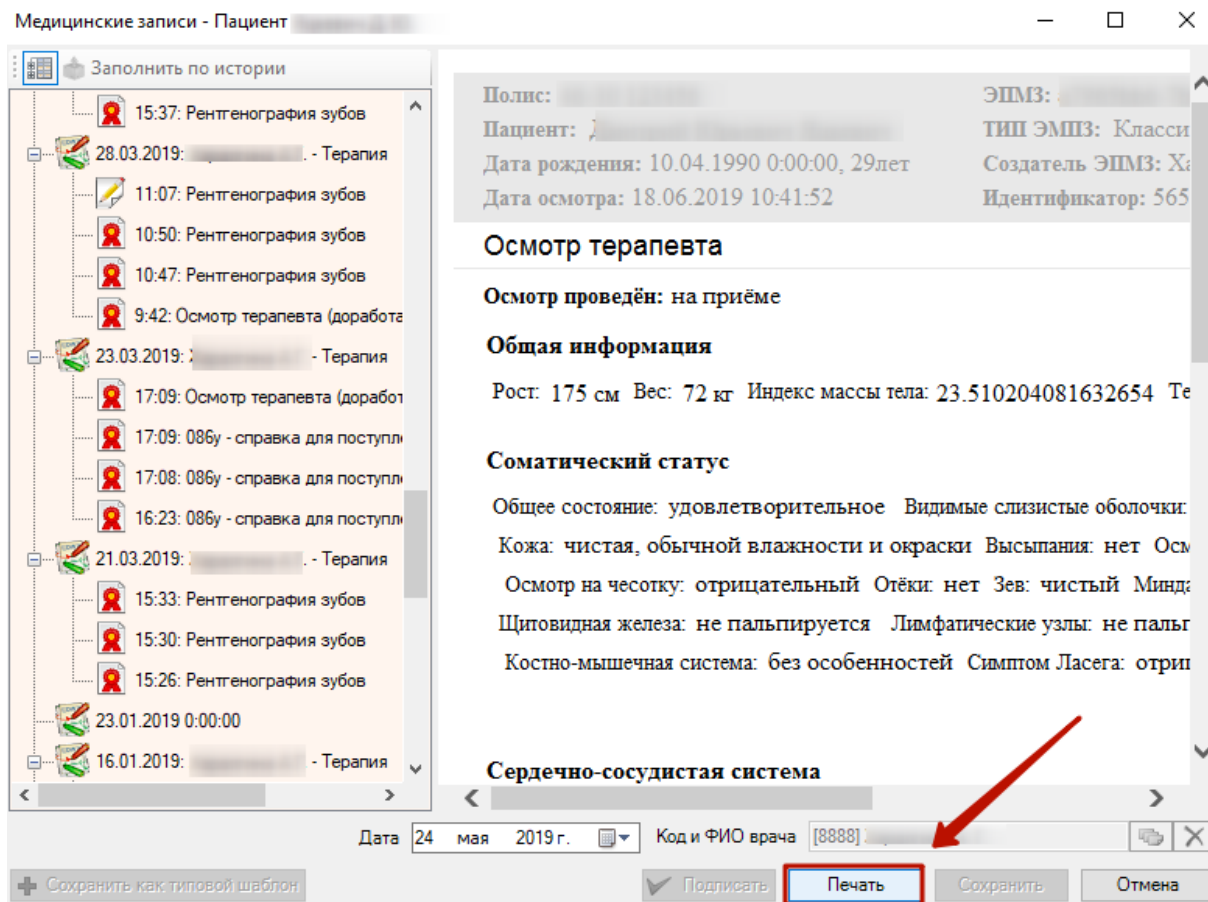 Медицинские записи - Пациент
Заполнить по истории
15:37: Рентгенография зубов
28.03.2019: . - Терапия
11:07: Рентгенография зубов
10:50: Рентгенография зубов
10:47: Рентгенография зубов
9:42: Осмотр терапевта (доработа
23.03.2019: - Терапия
17:09: Осмотр терапевта (доработ
17:09: 086у - справка для поступл
17:08: 086у - справка для поступл
16:23: 086у - справка для поступл
21.03.2019: . - Терапия
15:33: Рентгенография зубов
15:30: Рентгенография зубов
15:26: Рентгенография зубов
23.01.2019 0:00:00
16.01.2019: - Терапия
Полис: ЭПМЗ:
Пациент: ТИП ЭМПЗ: Класси
Дата рождения: 10.04.1990 0:00:00, 29лет Создатель ЭПМЗ: Ха
Дата осмотра: 18.06.2019 10:41:52 Идентификатор: 565
Осмотр терапевта
Осмотр проведён: на приёме
Общая информация
Рост: 175 см Вес: 72 кг Индекс массы тела: 23.510204081632654 Те
Соматический статус
Общее состояние: удовлетворительное Видимые слизистые оболочки:
Кожа: чистая, обычной влажности и окраски Высыпания: нет Осм
Осмотр на чесотку: отрицательный Отёки: нет Зев: чистый Минда
Щитовидная железа: не пальпируется Лимфатические узлы: не пальп
Костно-мышечная система: без особенностей Симптом Ласега: отриц
Сердечно-сосудистая система
Дата 24 мая 2019 г. Код и ФИО врача [8888]
Сохранить как типовой шаблон Подписать Печать Сохранить Отмена